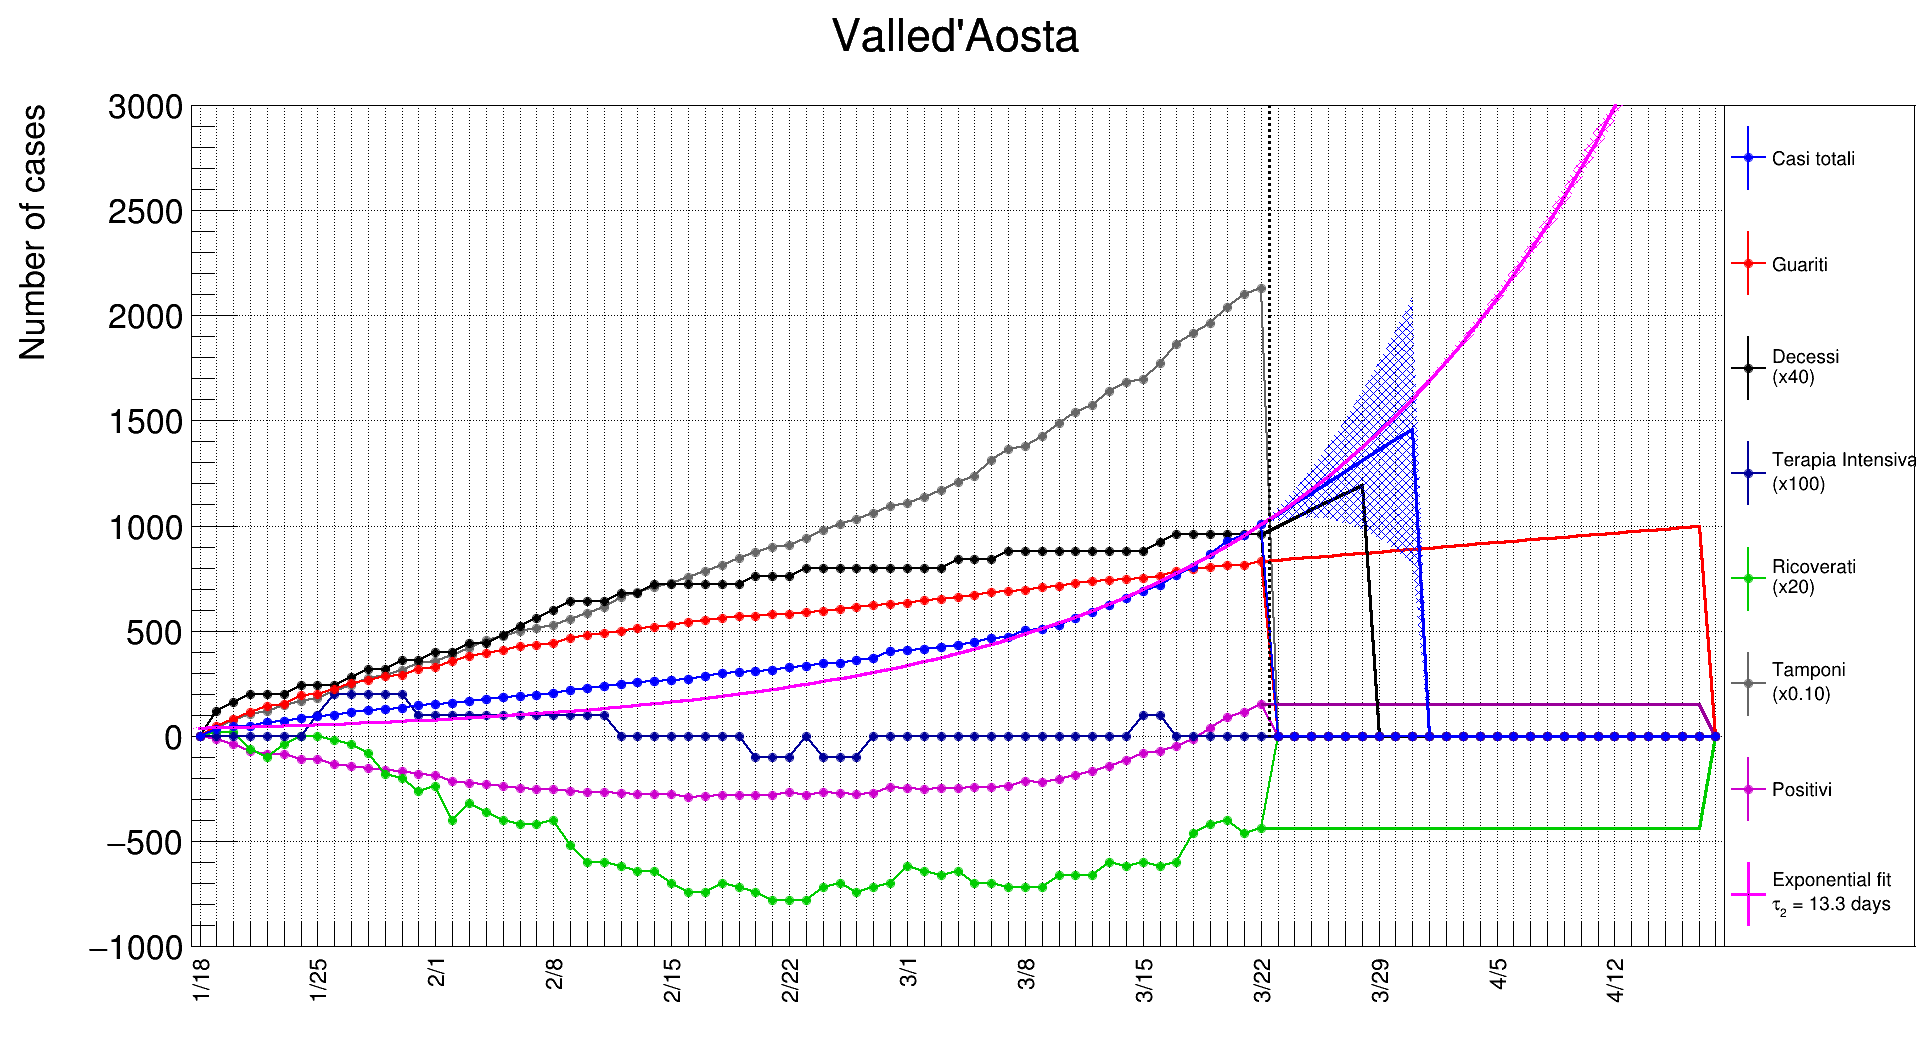 Valled'Aosta
Number of cases
3000
2500
2000
1500
1000
500
0
−500
−1000
1/18
1/25
2/1
2/8
2/15
2/22
3/1
3/8
3/15
3/22
3/29
4/5
4/12
Casi totali
Guariti
Decessi
(x40)
Terapia Intensiva
(x100)
Ricoverati
(x20)
Tamponi
(x0.10)
Positivi
Exponential fit
τ2 = 13.3 days